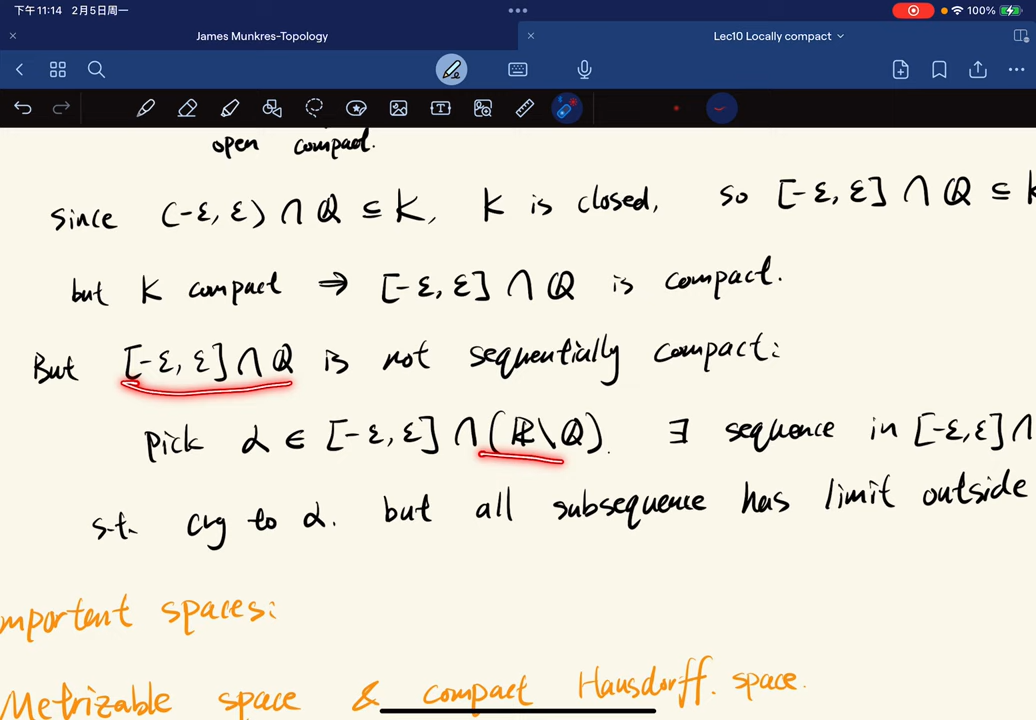 下午11:14 2月5日周一
100%
James Munkres-Topology
Lec10 Locally compact
open compact.
since (-ε, ε) ∩ ℚ ⊆ K, K is closed, so [-ε, ε] ∩ ℚ ⊆ K
but K compact ⇒ [-ε, ε] ∩ ℚ is compact.
But [-ε, ε] ∩ ℚ is not sequentially compact:
pick α ∈ [-ε, ε] ∩ (ℝ\ℚ). ∃ sequence in [-ε,ε] ∩
s.t. cvg to α. but all subsequence has limit outside
mportent spaces:
Metrizable space & compact Hausdorff. space.